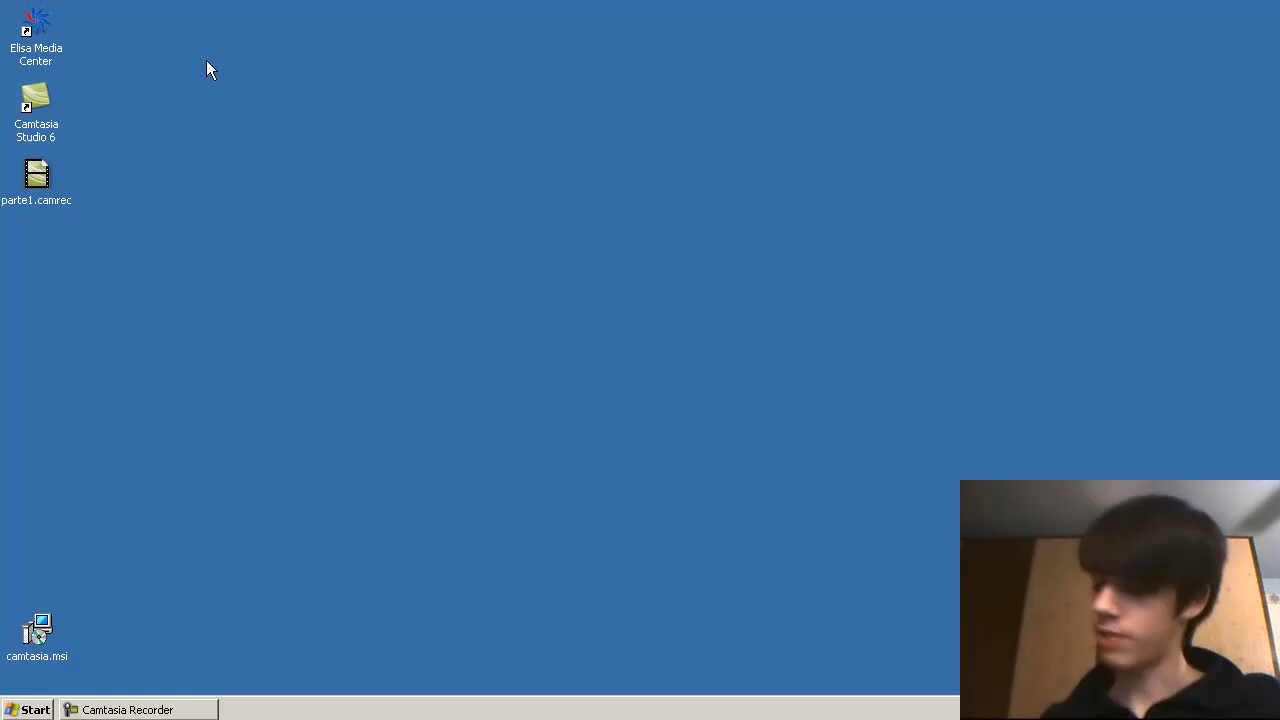 Elisa Media
Center
Camtasia
Studio 6
parte1.camrec
camtasia.msi
Start
Camtasia Recorder